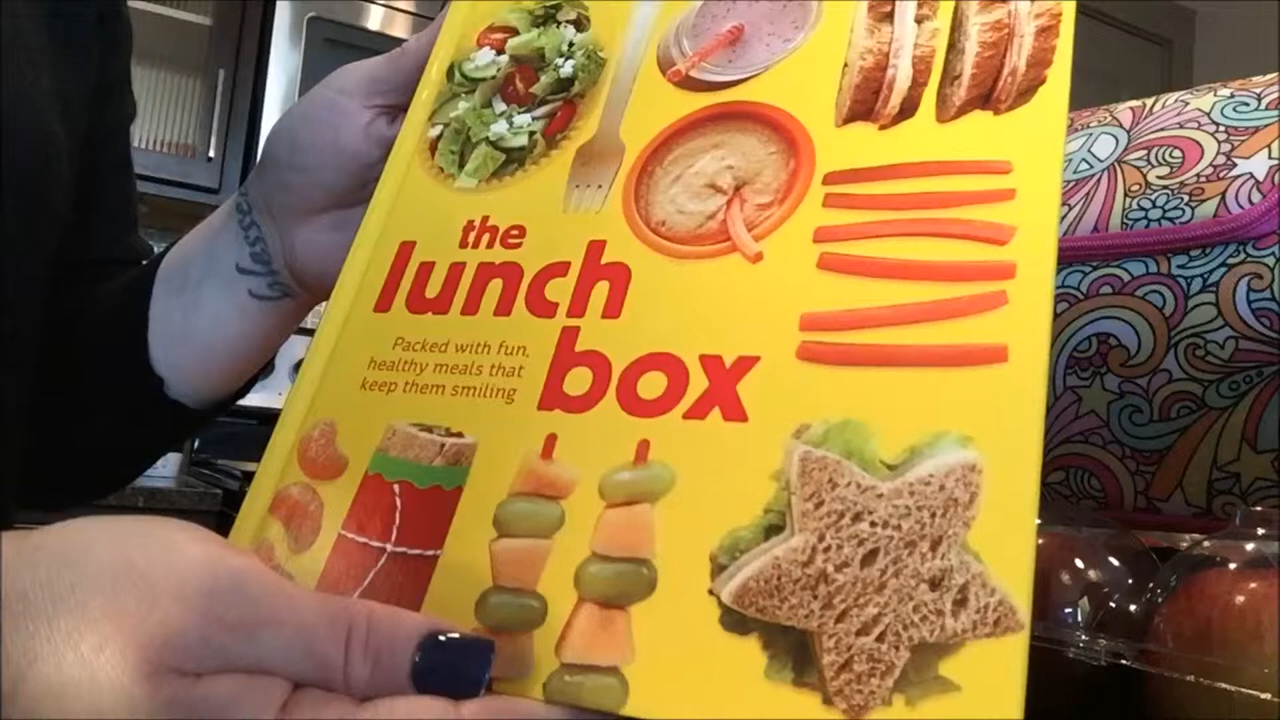 the
lunch
box
Packed with fun,
healthy meals that
keep them smiling